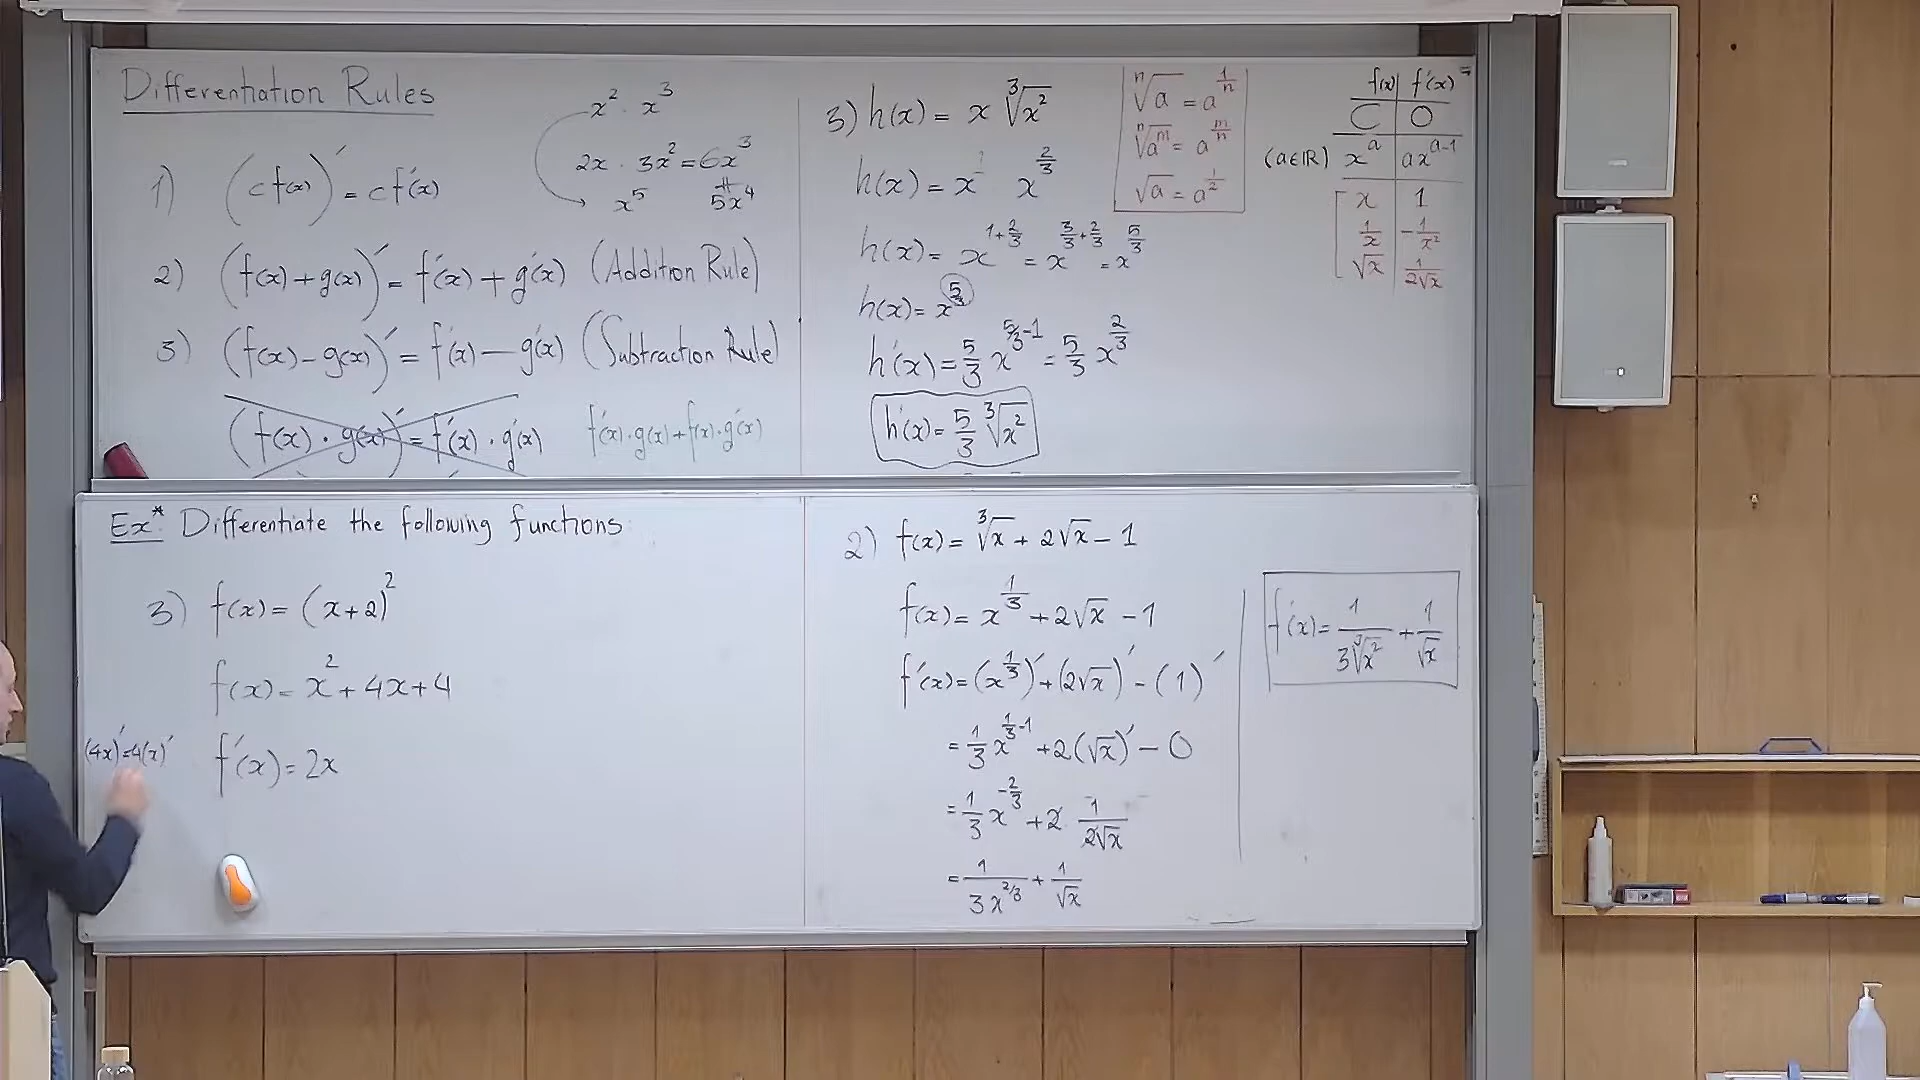 Differentiation Rules
x² · x³
2x · 3x² = 6x³
x⁵ 5x⁴
1) (cf(x))′ = cf′(x)
2) (f(x) + g(x))′ = f′(x) + g′(x) (Addition Rule)
3) (f(x) − g(x))′ = f′(x) − g′(x) (Subtraction Rule)
(f(x) · g(x))′ = f′(x) · g′(x) f′(x)·g(x)+f(x)·g′(x)
3) h(x) = x ∛x²
h(x) = x¹ x^(2/3)
h(x) = x^(1+2/3) = x^(3/3+2/3) = x^(5/3)
h(x) = x^(5/3)
h′(x) = 5/3 x^(5/3−1) = 5/3 x^(2/3)
h′(x) = 5/3 ∛x²
ⁿ√a = a^(1/n)
ⁿ√a^m = a^(m/n)
√a = a^(1/2)
f(x) f′(x)
C 0
(a∈ℝ) x^a ax^(a−1)
x 1
1/x −1/x²
√x 1/(2√x)
Ex* Differentiate the following functions
3) f(x) = (x+2)²
f(x) = x² + 4x + 4
(4x)′=4(x)′
f′(x) = 2x
2) f(x) = ∛x + 2√x − 1
f(x) = x^(1/3) + 2√x − 1
f′(x) = (x^(1/3))′ + (2√x)′ − (1)′
= 1/3 x^(1/3−1) + 2(√x)′ − 0
= 1/3 x^(−2/3) + 2 1/(2√x)
= 1/(3x^(2/3)) + 1/√x
f′(x) = 1/(3∛x²) + 1/√x